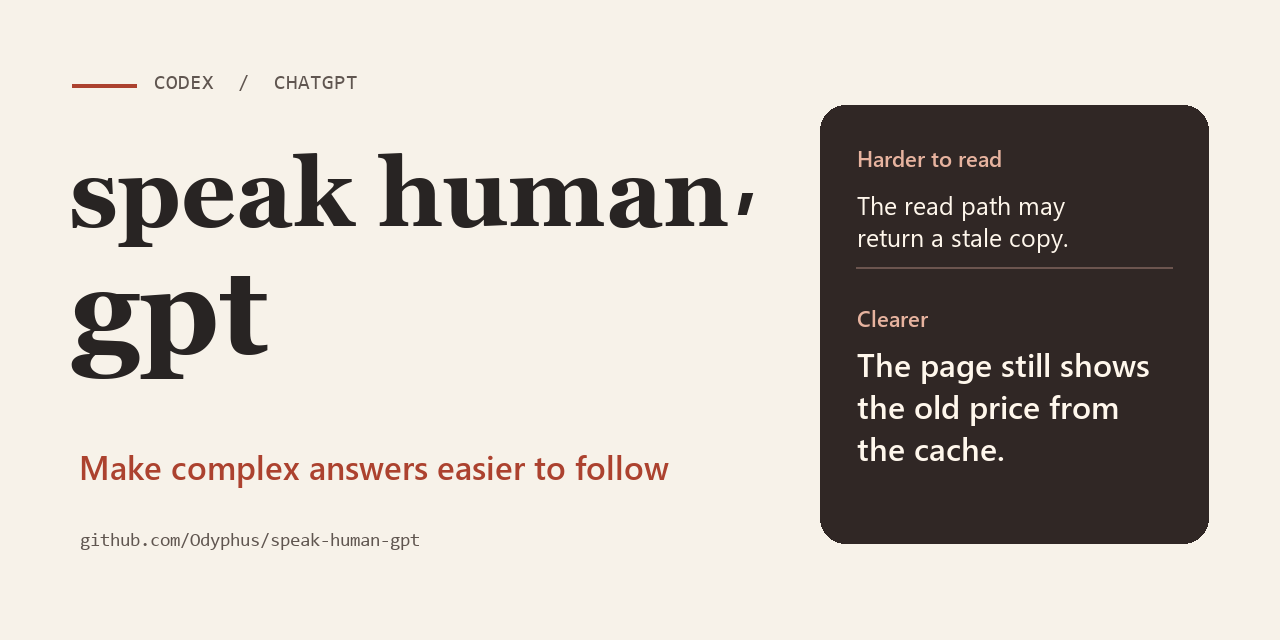 CODEX / CHATGPT
speak human,
gpt
Make complex answers easier to follow
github.com/Odyphus/speak-human-gpt
Harder to read
The read path may
return a stale copy.
Clearer
The page still shows
the old price from
the cache.